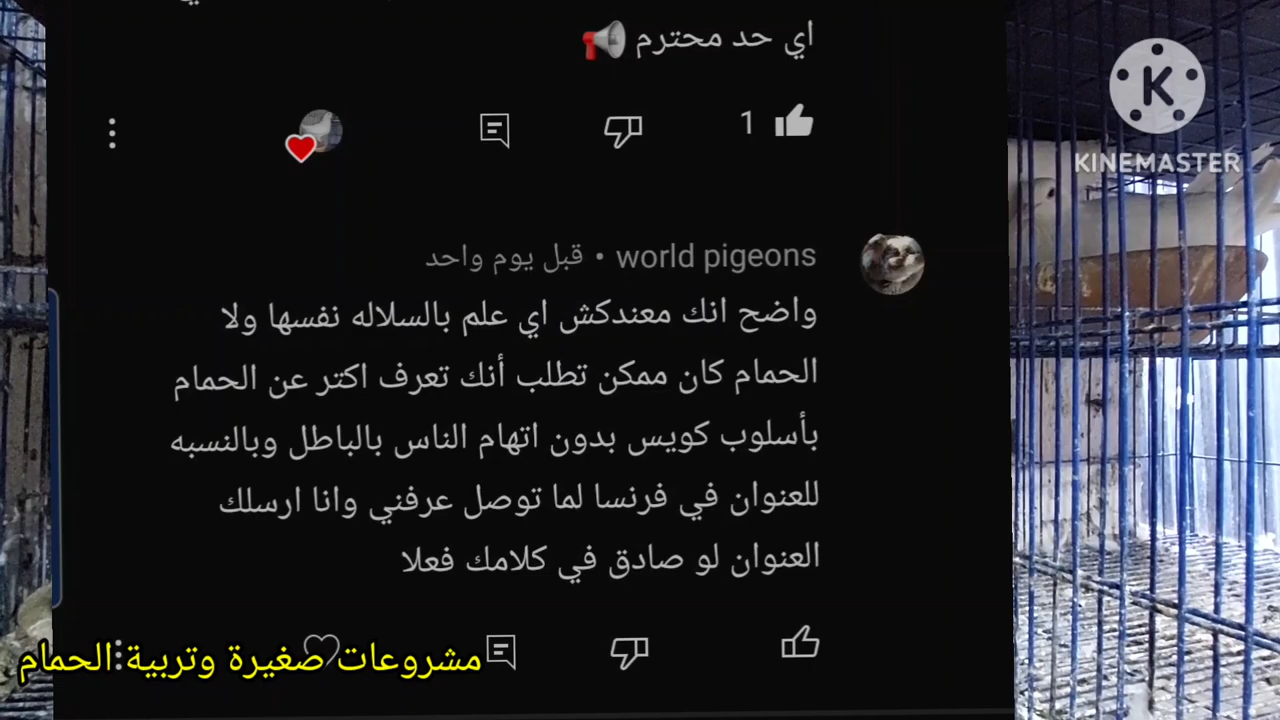 اي حد محترم
1
KINEMASTER
world pigeons • قبل يوم واحد
واضح انك معندكش اي علم بالسلاله نفسها ولا
الحمام كان ممكن تطلب أنك تعرف اكتر عن الحمام
بأسلوب كويس بدون اتهام الناس بالباطل وبالنسبه
للعنوان في فرنسا لما توصل عرفني وانا ارسلك
العنوان لو صادق في كلامك فعلا
مشروعات صغيرة وتربية الحمام